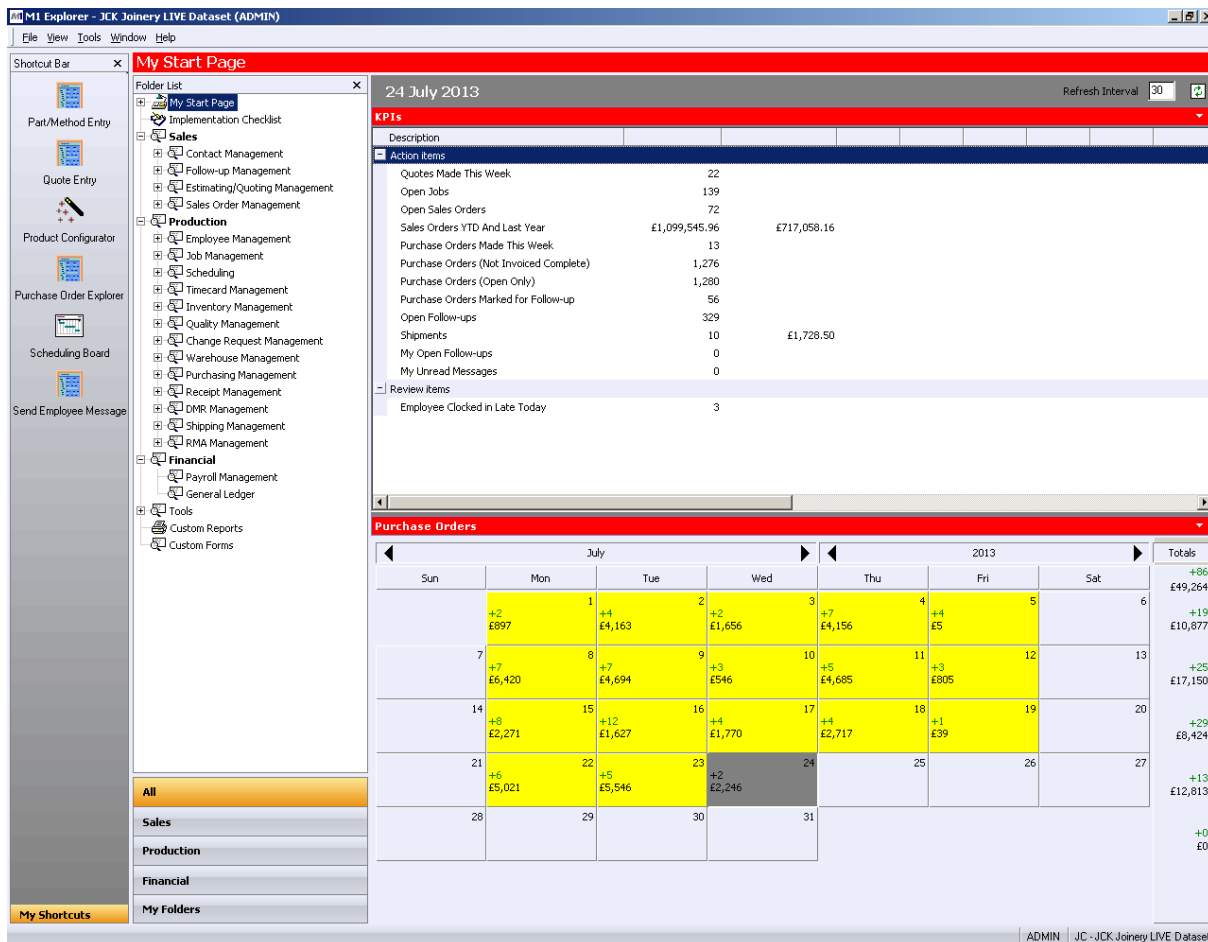 M1 Explorer - JCK Joinery LIVE Dataset (ADMIN)
File View Tools Window Help
Shortcut Bar
Part/Method Entry
Quote Entry
Product Configurator
Purchase Order Explorer
Scheduling Board
Send Employee Message
My Shortcuts
My Start Page
Folder List
My Start Page
Implementation Checklist
Sales
Contact Management
Follow-up Management
Estimating/Quoting Management
Sales Order Management
Production
Employee Management
Job Management
Scheduling
Timecard Management
Inventory Management
Quality Management
Change Request Management
Warehouse Management
Purchasing Management
Receipt Management
DMR Management
Shipping Management
RMA Management
Financial
Payroll Management
General Ledger
Tools
Custom Reports
Custom Forms
All
Sales
Production
Financial
My Folders
24 July 2013 Refresh Interval 30
KPIs
Description
Action items
Quotes Made This Week 22
Open Jobs 139
Open Sales Orders 72
Sales Orders YTD And Last Year £1,099,545.96 £717,058.16
Purchase Orders Made This Week 13
Purchase Orders (Not Invoiced Complete) 1,276
Purchase Orders (Open Only) 1,280
Purchase Orders Marked for Follow-up 56
Open Follow-ups 329
Shipments 10 £1,728.50
My Open Follow-ups 0
My Unread Messages 0
Review items
Employee Clocked in Late Today 3
Purchase Orders
July 2013 Totals
Sun Mon Tue Wed Thu Fri Sat
+86
£49,264
1 2 3 4 5 6
+2 +4 +2 +7 +4 +19
£897 £4,163 £1,656 £4,156 £5 £10,877
7 8 9 10 11 12 13
+7 +7 +3 +5 +3 +25
£6,420 £4,694 £546 £4,685 £805 £17,150
14 15 16 17 18 19 20
+8 +12 +4 +4 +1 +29
£2,271 £1,627 £1,770 £2,717 £39 £8,424
21 22 23 24 25 26 27
+6 +5 +2 +13
£5,021 £5,546 £2,246 £12,813
28 29 30 31
+0
£0
ADMIN JC - JCK Joinery LIVE Dataset